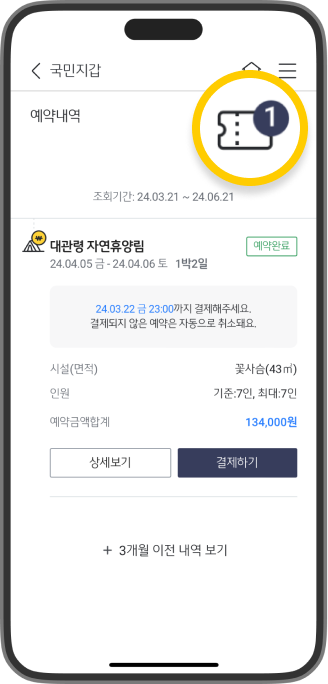 국민지갑
예약내역
1
조회기간: 24.03.21 ~ 24.06.21
₩
대관령 자연휴양림
예약완료
24.04.05 금 - 24.04.06 토 1박2일
24.03.22 금 23:00까지 결제해주세요.
결제되지 않은 예약은 자동으로 취소돼요.
시설(면적) 꽃사슴(43㎡)
인원 기준:7인, 최대:7인
예약금액합계 134,000원
상세보기 결제하기
+ 3개월 이전 내역 보기